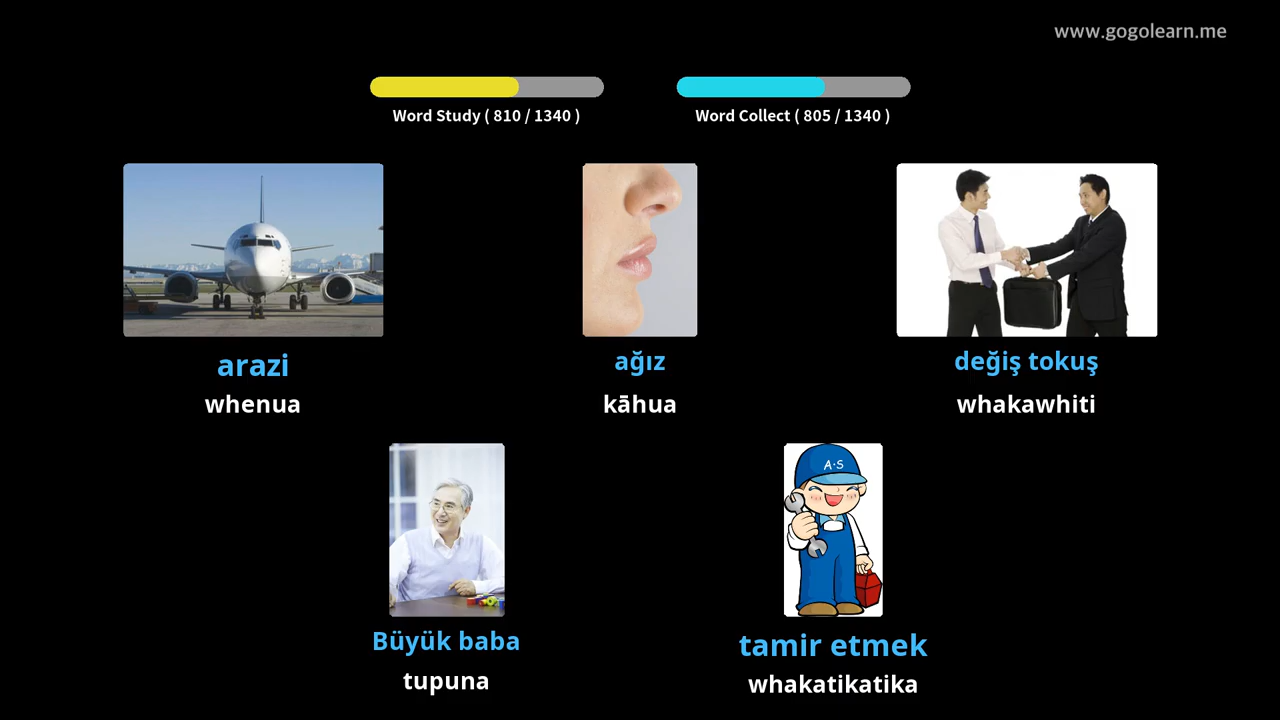 www.gogolearn.me
Word Study ( 810 / 1340 )
Word Collect ( 805 / 1340 )
arazi
whenua
ağız
kāhua
değiş tokuş
whakawhiti
A·S
Büyük baba
tupuna
tamir etmek
whakatikatika